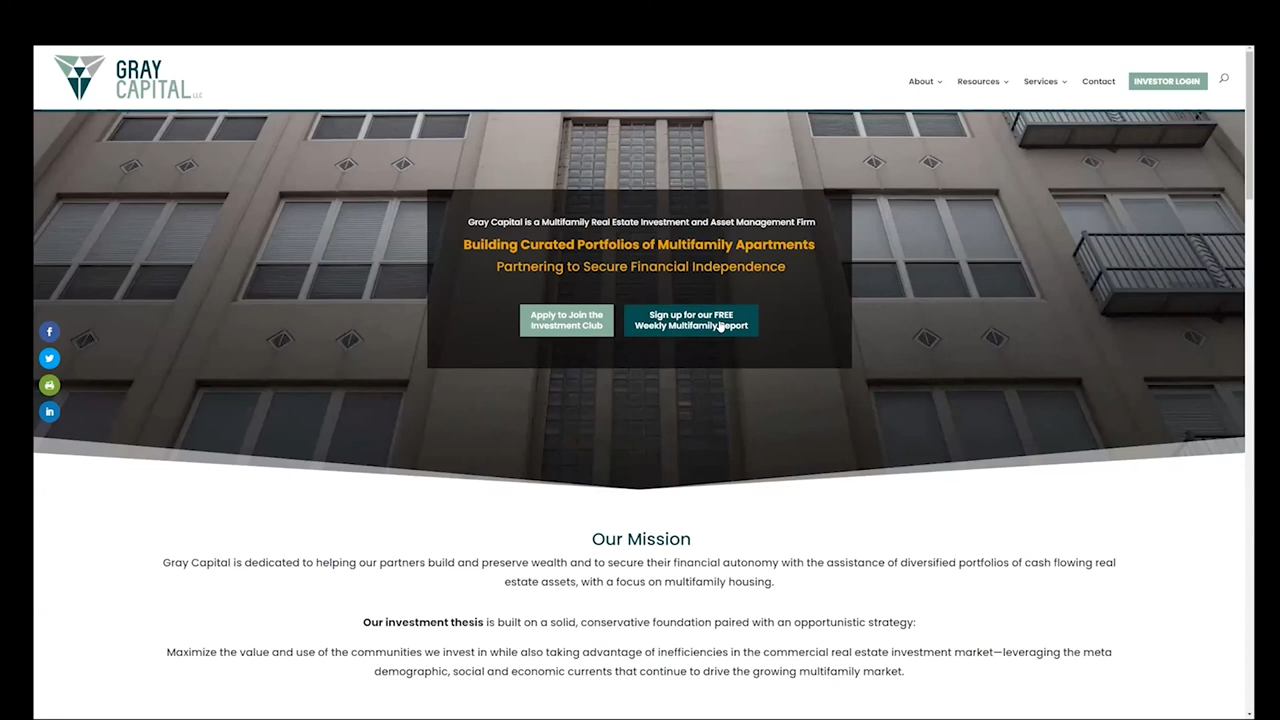 GRAY
CAPITAL LLC
About
Resources
Services
Contact
INVESTOR LOGIN
Gray Capital is a Multifamily Real Estate Investment and Asset Management Firm
Building Curated Portfolios of Multifamily Apartments
Partnering to Secure Financial Independence
Apply to Join the
Investment Club
Sign up for our FREE
Weekly Multifamily Report
f
in
Our Mission
Gray Capital is dedicated to helping our partners build and preserve wealth and to secure their financial autonomy with the assistance of diversified portfolios of cash flowing real
estate assets, with a focus on multifamily housing.
Our investment thesis is built on a solid, conservative foundation paired with an opportunistic strategy:
Maximize the value and use of the communities we invest in while also taking advantage of inefficiencies in the commercial real estate investment market—leveraging the meta
demographic, social and economic currents that continue to drive the growing multifamily market.